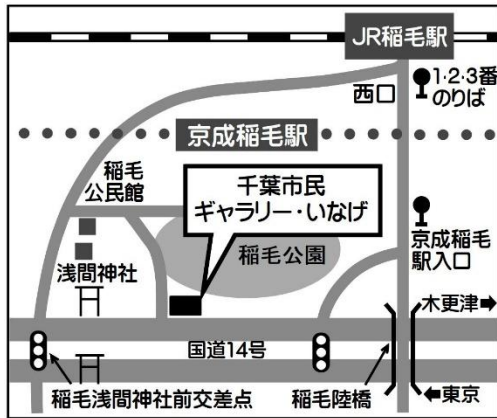 JR稲毛駅
1・2・3番
のりば
西口
京成稲毛駅
稲毛
公民館
千葉市民
ギャラリー・いなげ
稲毛公園
京成稲毛
駅入口
浅間神社
木更津➡
国道14号
稲毛浅間神社前交差点
稲毛陸橋
⬅東京